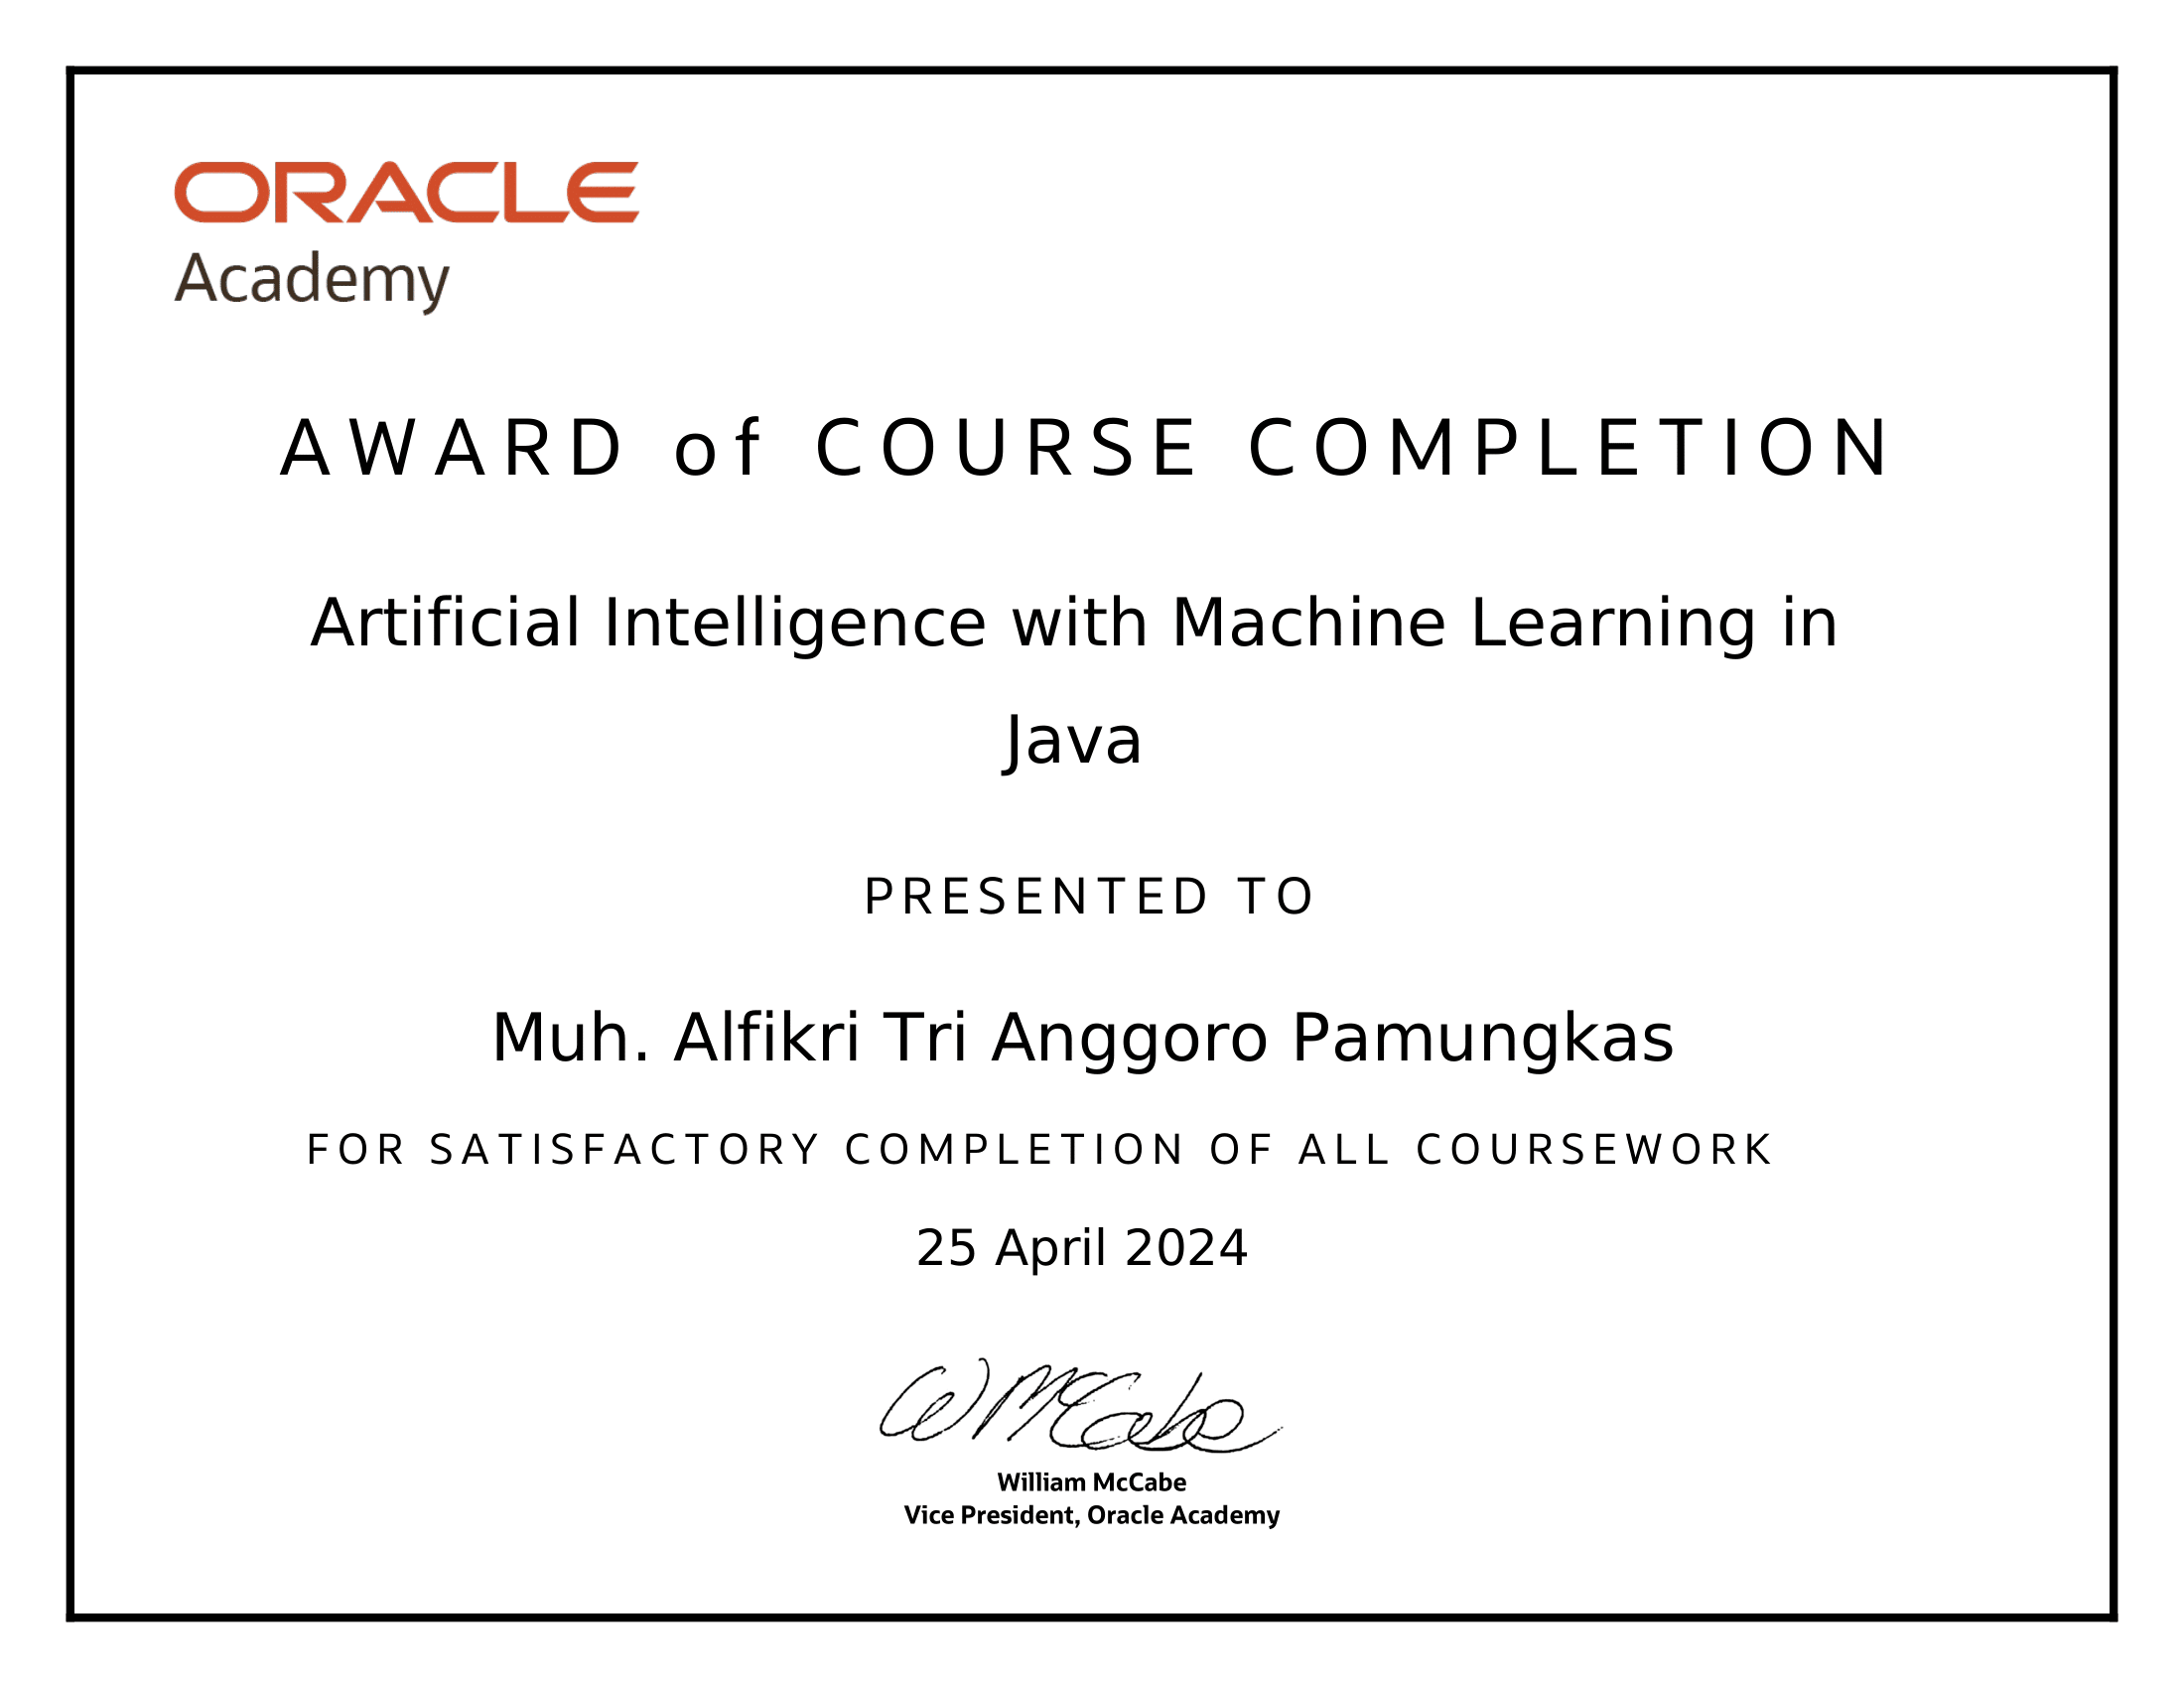 ORACLE
Academy
AWARD of COURSE COMPLETION
Artificial Intelligence with Machine Learning in
Java
PRESENTED TO
Muh. Alfikri Tri Anggoro Pamungkas
FOR SATISFACTORY COMPLETION OF ALL COURSEWORK
25 April 2024
W McCabe
William McCabe
Vice President, Oracle Academy